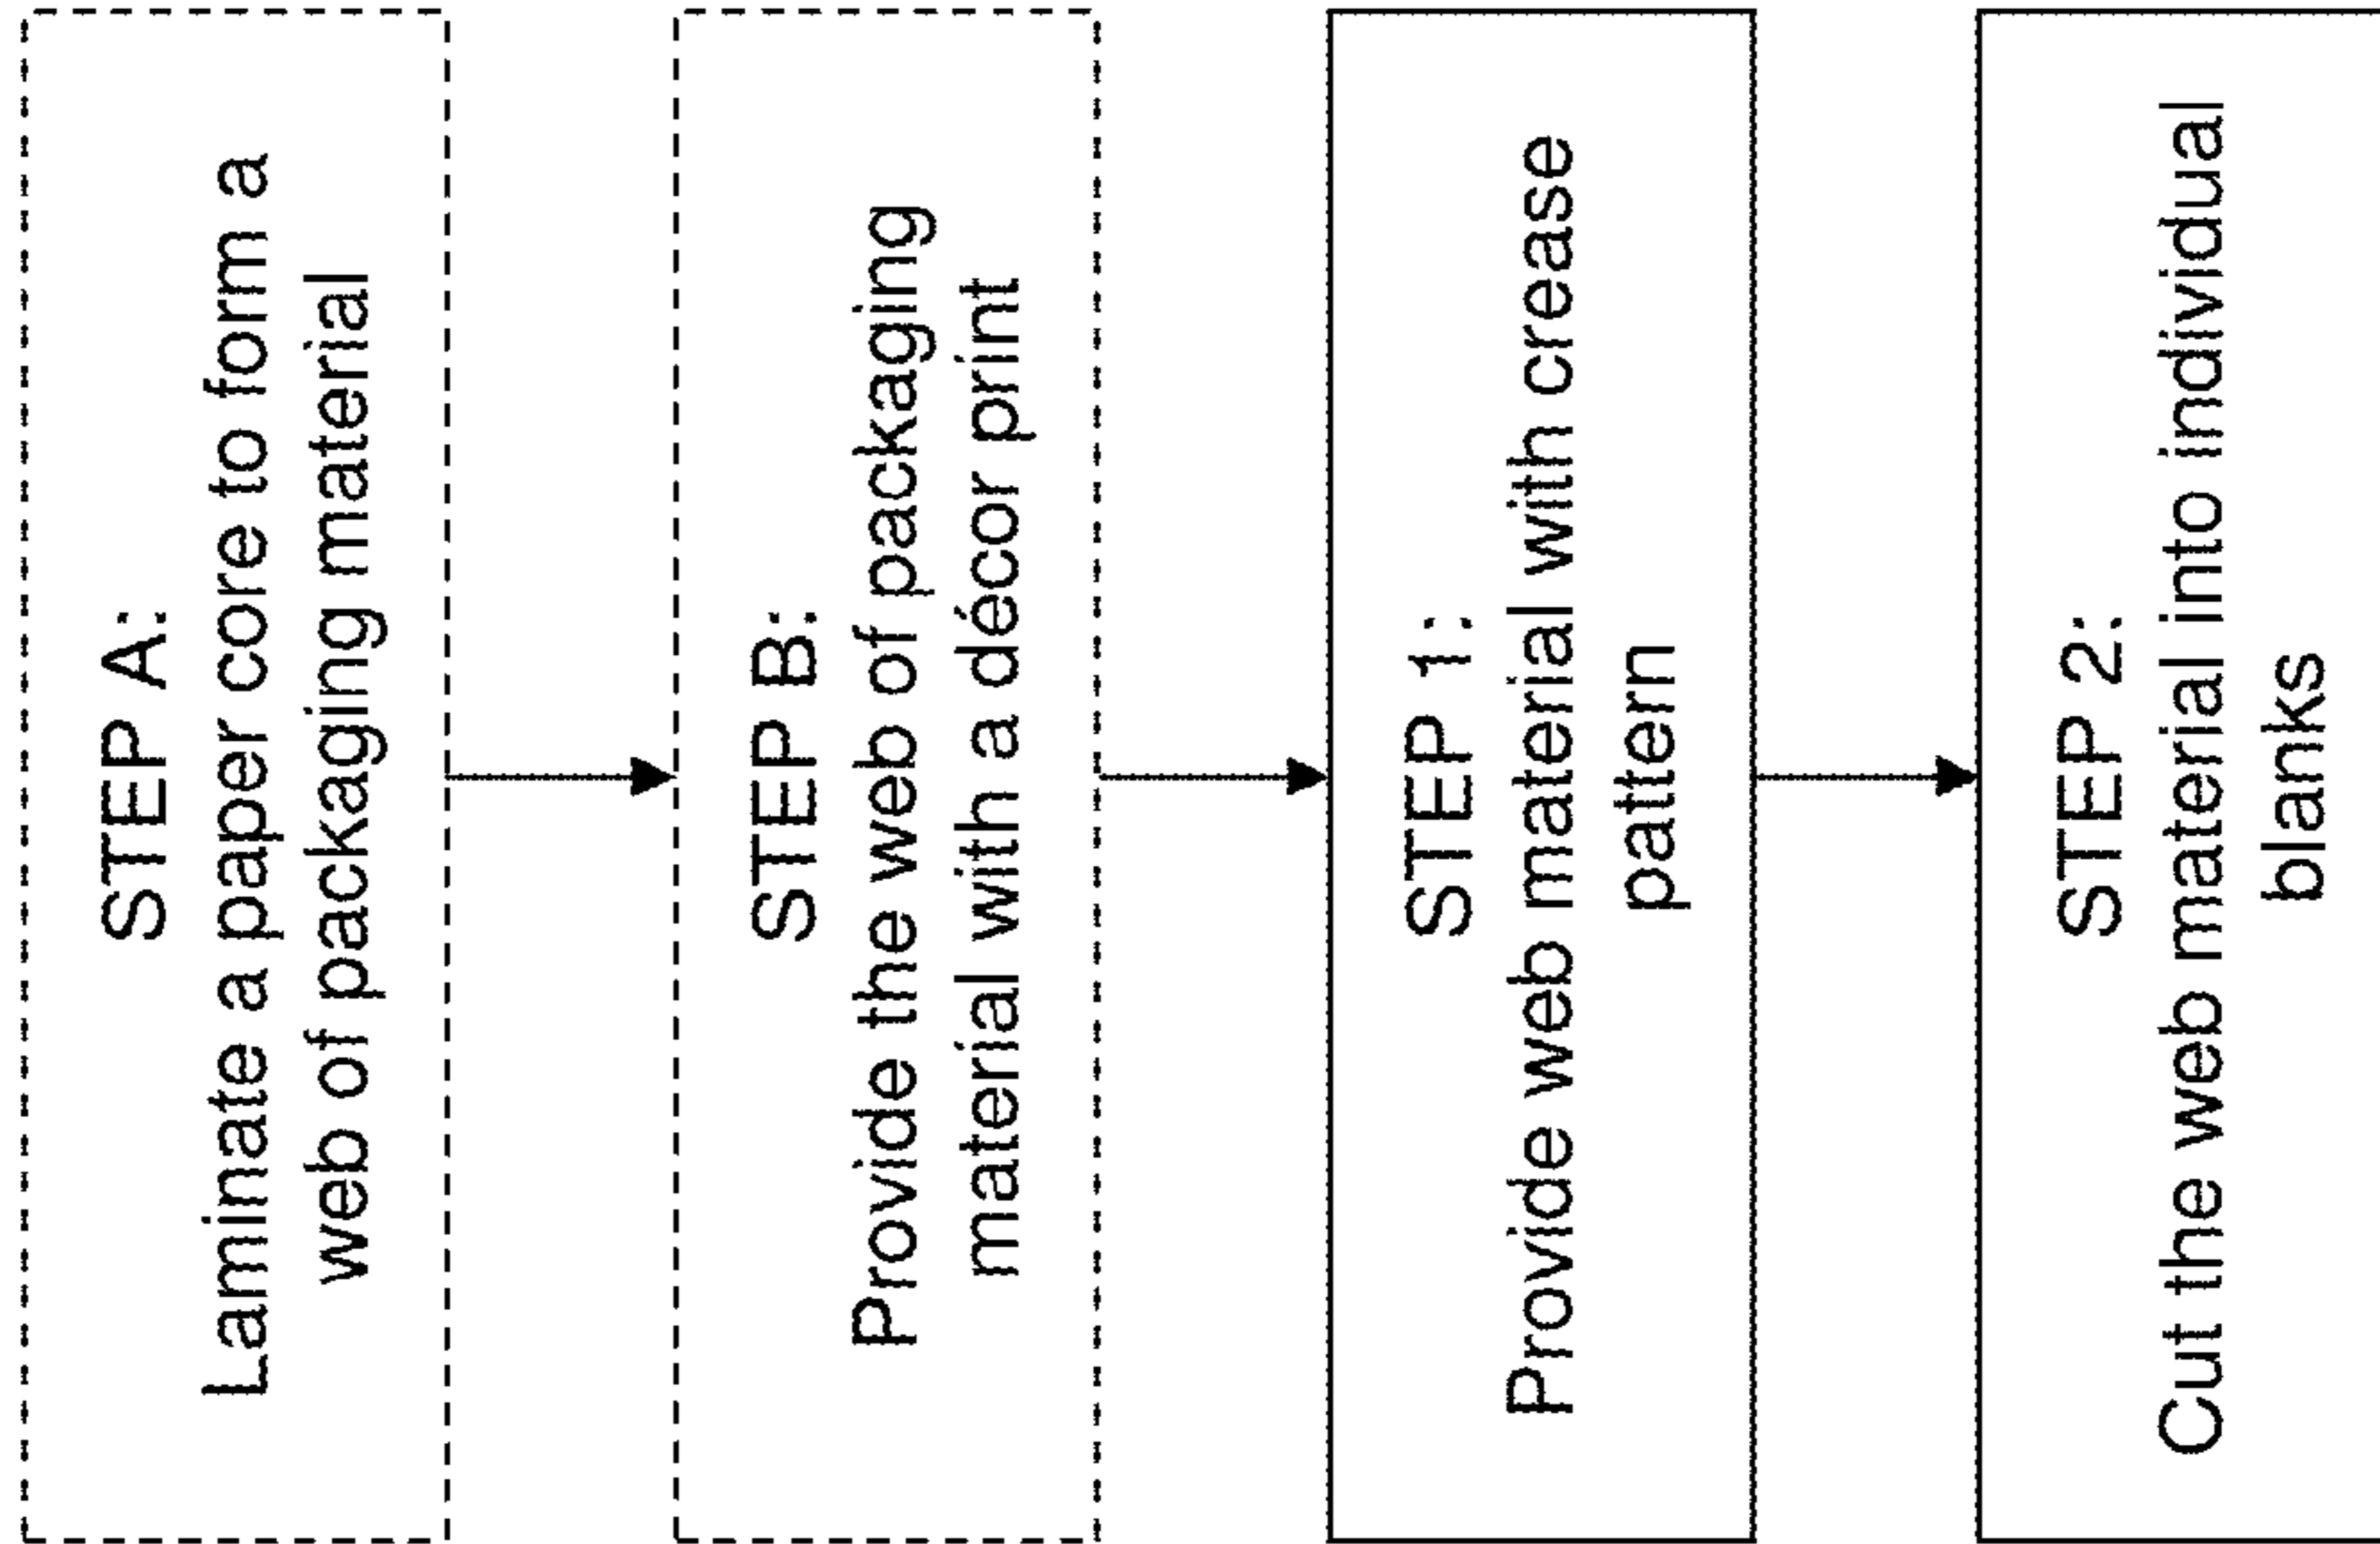 STEP A:
Laminate a paper core to form a
web of packaging material
STEP B:
Provide the web of packaging
material with a décor print
STEP 1:
Provide web material with crease
pattern
STEP 2:
Cut the web material into individual
blanks